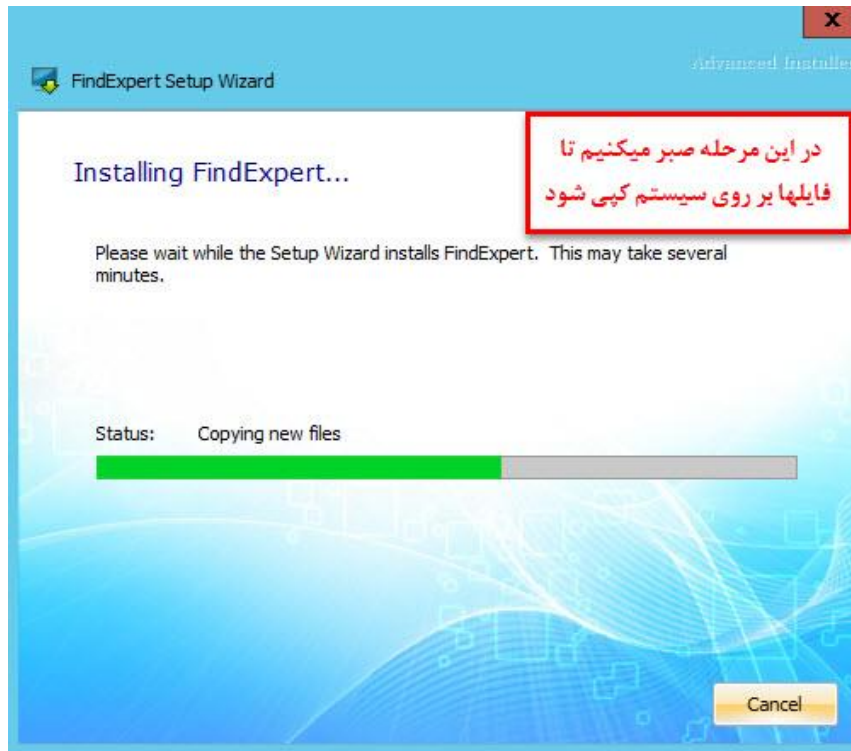 Advanced Installer
FindExpert Setup Wizard
در این مرحله صبر میکنیم تا
فایلها بر روی سیستم کپی شود
Installing FindExpert...
Please wait while the Setup Wizard installs FindExpert. This may take several
minutes.
Status: Copying new files
Cancel